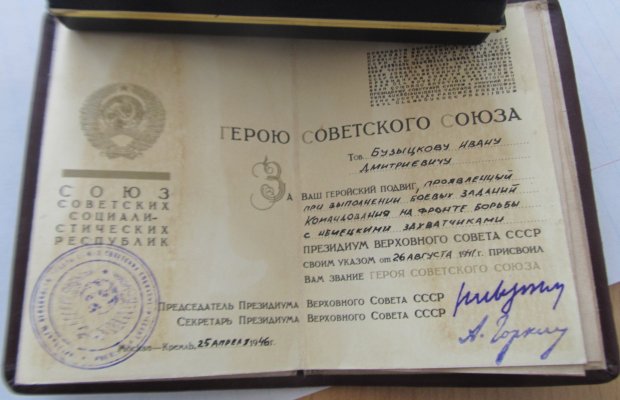 ГЕРОЮ СОВЕТСКОГО СОЮЗА
Тов. БУЗЫЦКОВУ ИВАНУ
ДМИТРИЕВИЧУ
За Ваш геройский подвиг, ПРОЯВЛЕННЫЙ
ПРИ ВЫПОЛНЕНИИ БОЕВЫХ ЗАДАНИЙ
КОМАНДОВАНИЯ НА ФРОНТЕ БОРЬБЫ
С НЕМЕЦКИМИ ЗАХВАТЧИКАМИ
ПРЕЗИДИУМ ВЕРХОВНОГО СОВЕТА СССР
СВОИМ УКАЗОМ ОТ 26 АВГУСТА 1941 г. ПРИСВОИЛ
ВАМ ЗВАНИЕ ГЕРОЯ СОВЕТСКОГО СОЮЗА
СОЮЗ
СОВЕТСКИХ
СОЦИАЛИ-
СТИЧЕСКИХ
РЕСПУБЛИК
Председатель Президиума Верховного Совета СССР
Секретарь Президиума Верховного Совета СССР
А. Горкин
Москва—Кремль, 25 АПРЕЛЯ 1946 г.